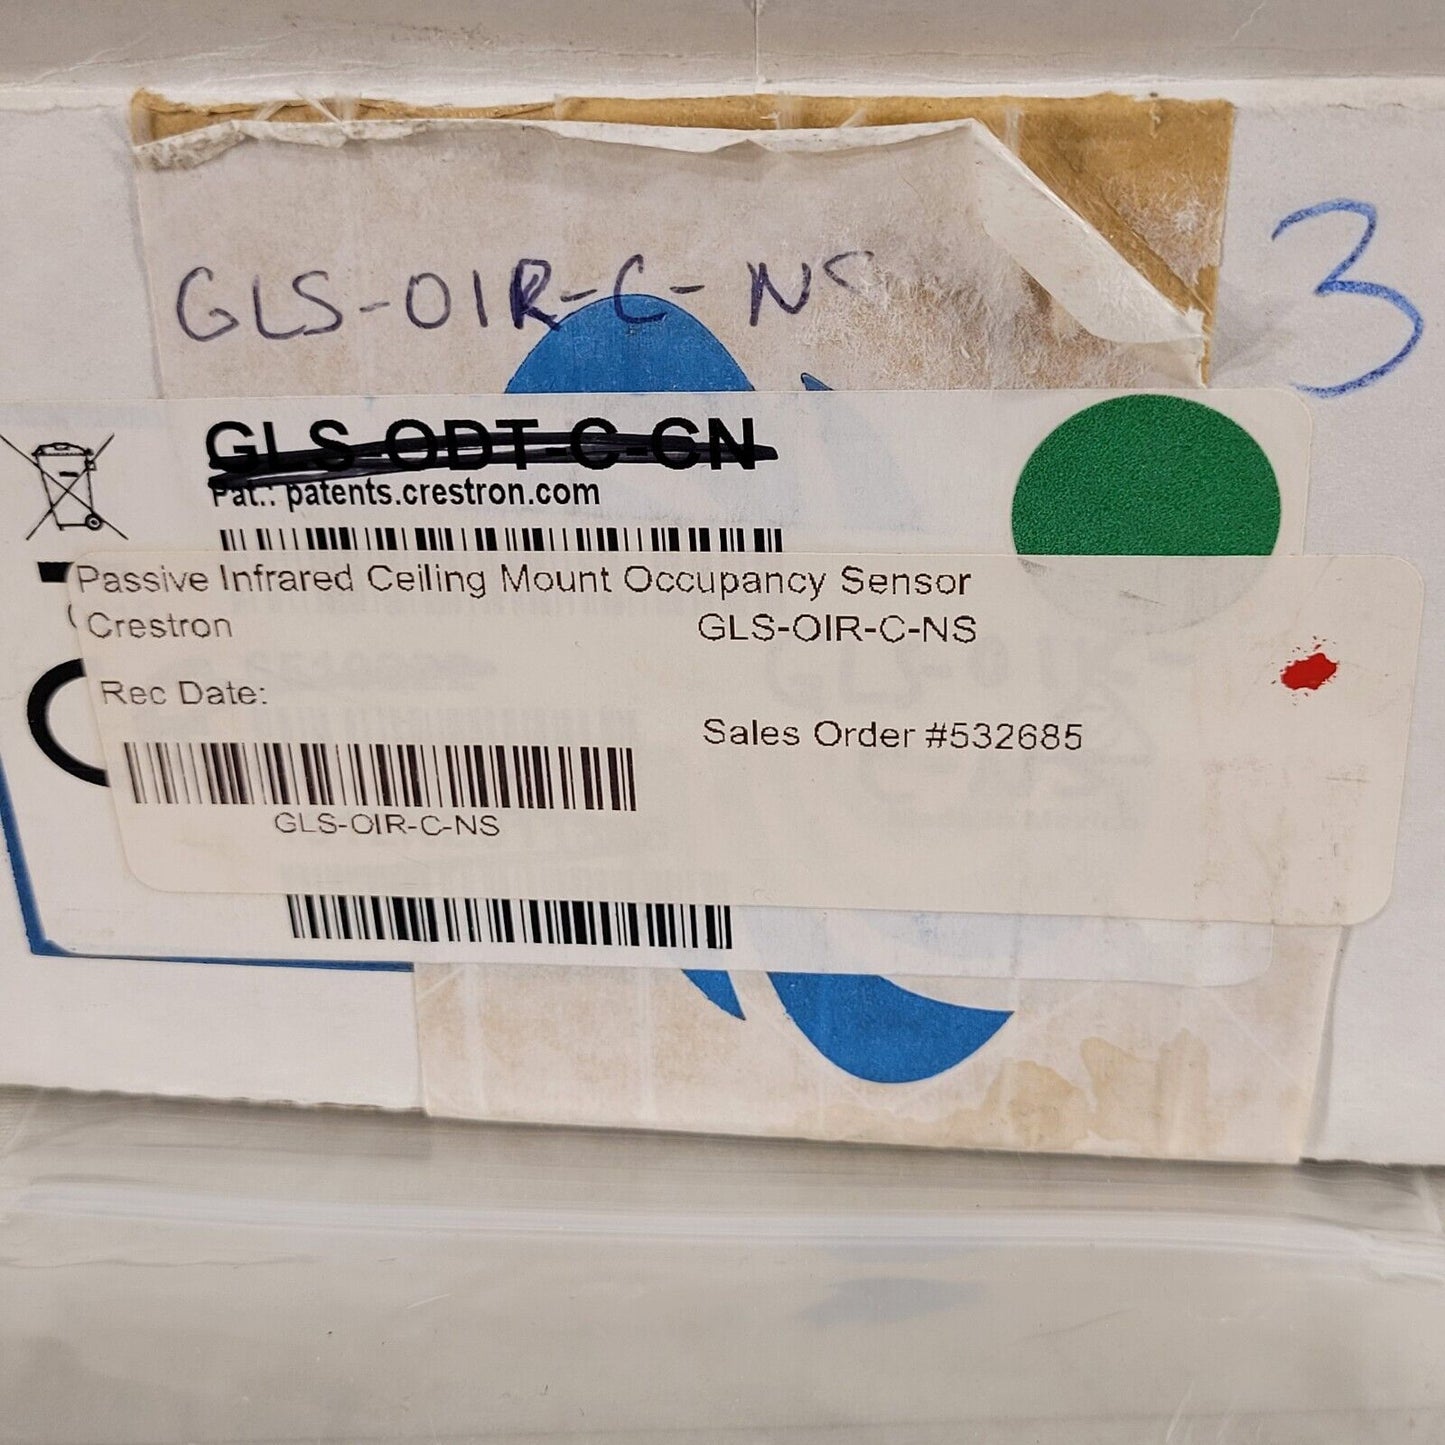 GLS-OIR-C-NS
3
GLS-ODT-C-CN
Pat.: patents.crestron.com
Passive Infrared Ceiling Mount Occupancy Sensor
Crestron GLS-OIR-C-NS
Rec Date:
Sales Order #532685
GLS-OIR-C-NS